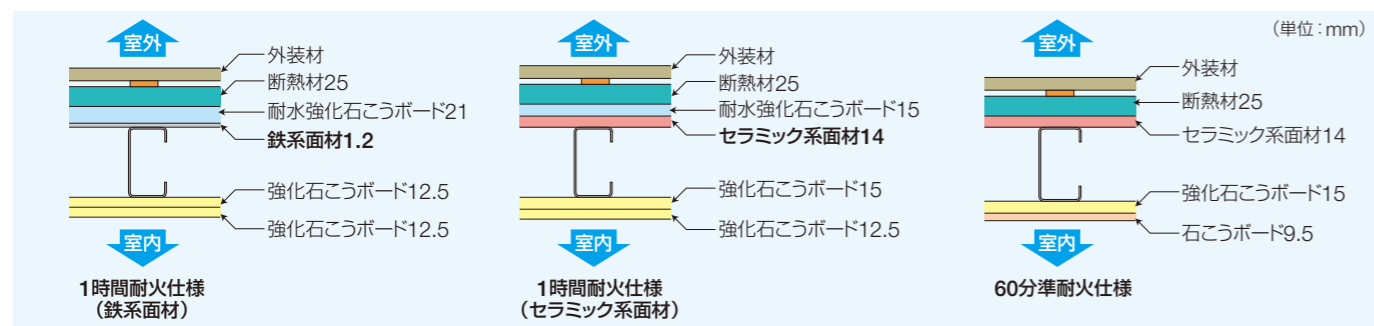 (単位:mm)
室外
外装材
断熱材25
耐水強化石こうボード21
鉄系面材1.2
強化石こうボード12.5
強化石こうボード12.5
室内
1時間耐火仕様
(鉄系面材)
室外
外装材
断熱材25
耐水強化石こうボード15
セラミック系面材14
強化石こうボード15
強化石こうボード12.5
室内
1時間耐火仕様
(セラミック系面材)
室外
外装材
断熱材25
セラミック系面材14
強化石こうボード15
石こうボード9.5
室内
60分準耐火仕様